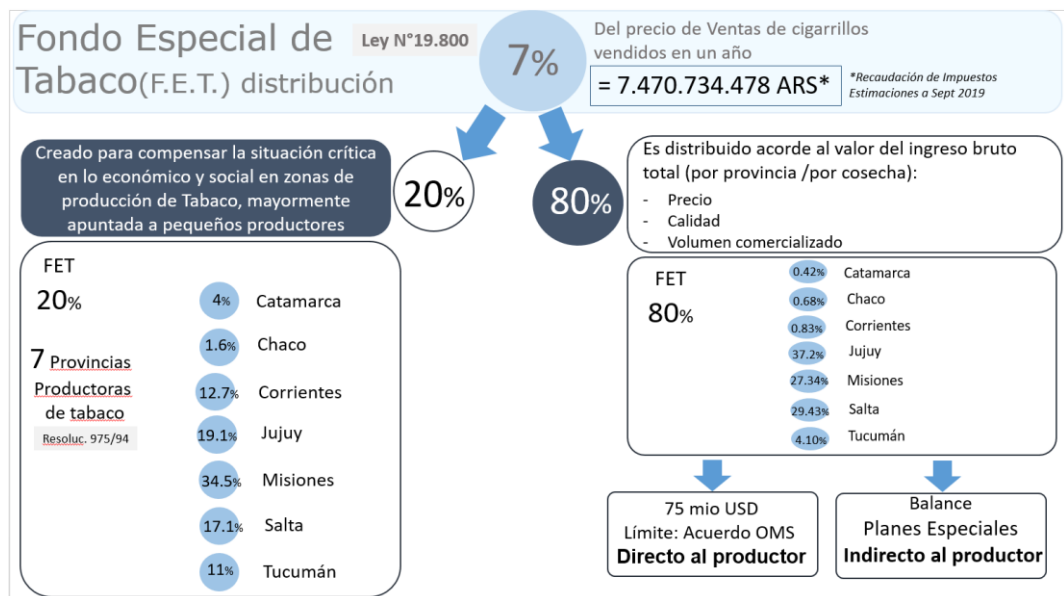 Fondo Especial de
Tabaco(F.E.T.) distribución
Ley N°19.800
7%
Del precio de Ventas de cigarrillos
vendidos en un año
= 7.470.734.478 ARS*
*Recaudación de Impuestos
Estimaciones a Sept 2019
Creado para compensar la situación crítica
en lo económico y social en zonas de
producción de Tabaco, mayormente
apuntada a pequeños productores
20%
80%
Es distribuido acorde al valor del ingreso bruto
total (por provincia /por cosecha):
- Precio
- Calidad
- Volumen comercializado
FET
20%
7 Provincias
Productoras
de tabaco
Resoluc. 975/94
4% Catamarca
1.6% Chaco
12.7% Corrientes
19.1% Jujuy
34.5% Misiones
17.1% Salta
11% Tucumán
FET
80%
0.42% Catamarca
0.68% Chaco
0.83% Corrientes
37.2% Jujuy
27.34% Misiones
29.43% Salta
4.10% Tucumán
75 mio USD
Límite: Acuerdo OMS
Directo al productor
Balance
Planes Especiales
Indirecto al productor